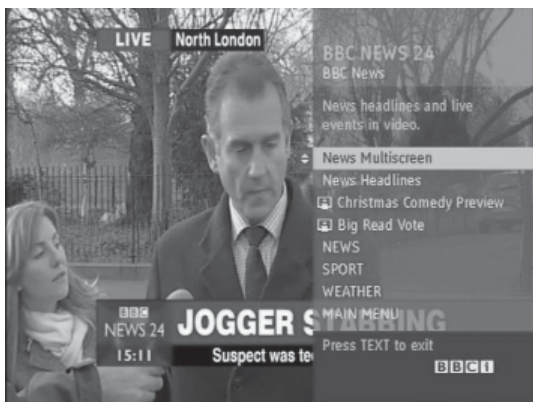 LIVE North London
BBC NEWS 24
BBC News
News headlines and live
events in video.
News Multiscreen
News Headlines
Christmas Comedy Preview
Big Read Vote
NEWS
SPORT
WEATHER
MAIN MENU
Press TEXT to exit
BBCi
BBC
NEWS 24
15:11
JOGGER STABBING
Suspect was